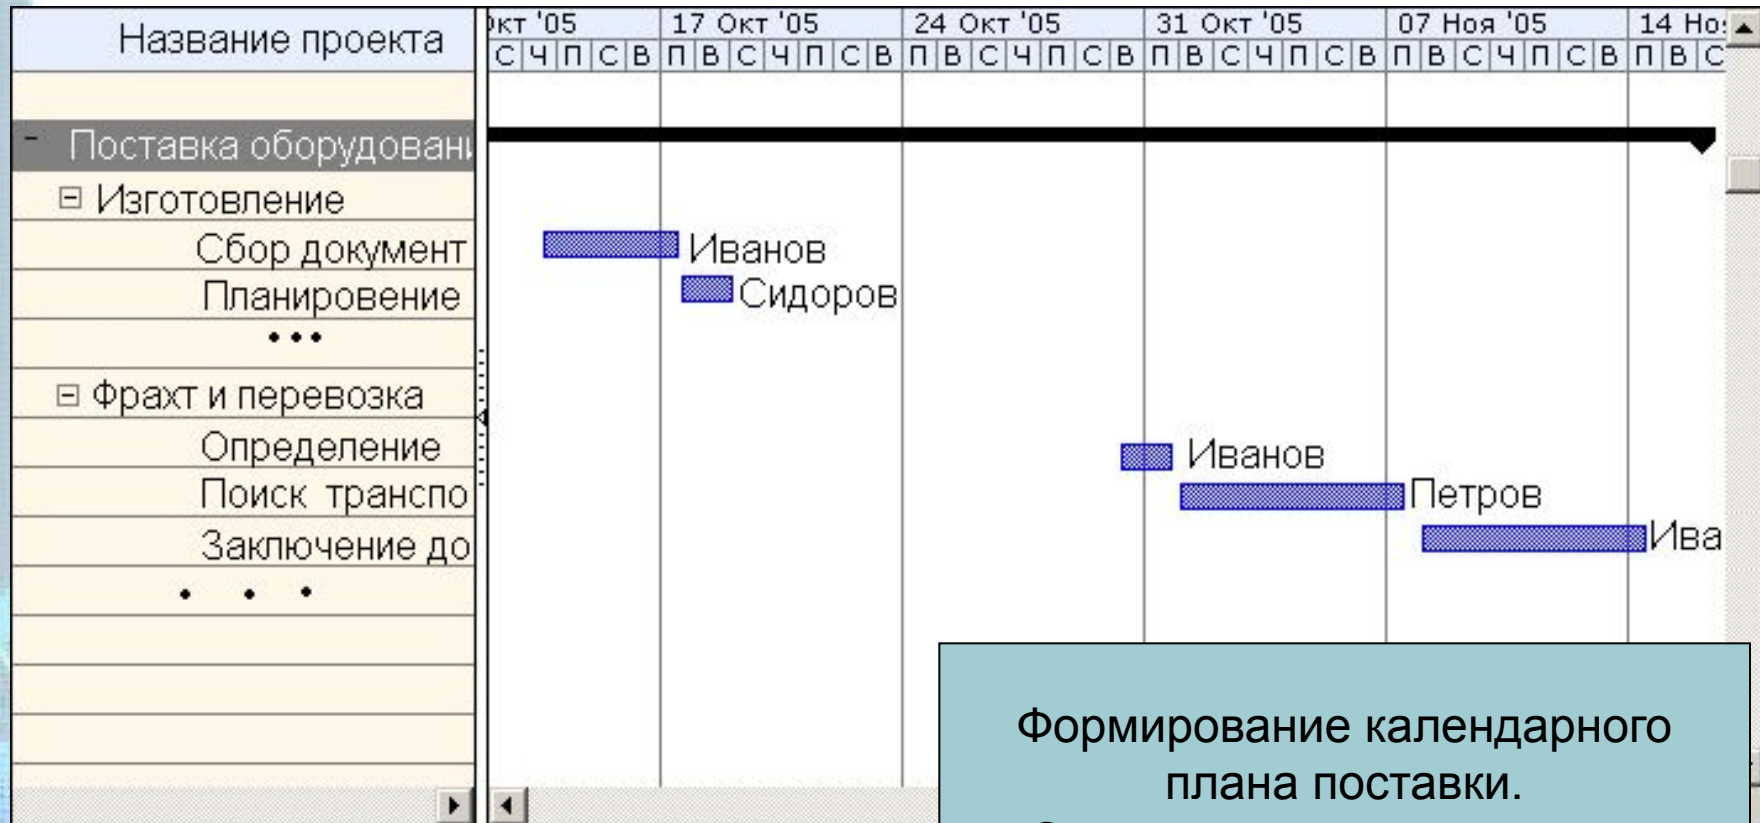 Название проекта
Окт '05 17 Окт '05 24 Окт '05 31 Окт '05 07 Ноя '05 14 Ноя
С Ч П С В П В С Ч П С В П В С Ч П С В П В С Ч П С В П В С Ч П С В П В С
Поставка оборудовани
Изготовление
Сбор документ Иванов
Планировение Сидоров
•••
Фрахт и перевозка
Определение Иванов
Поиск транспо Петров
Заключение до Ива
• • •
Формирование календарного
плана поставки.